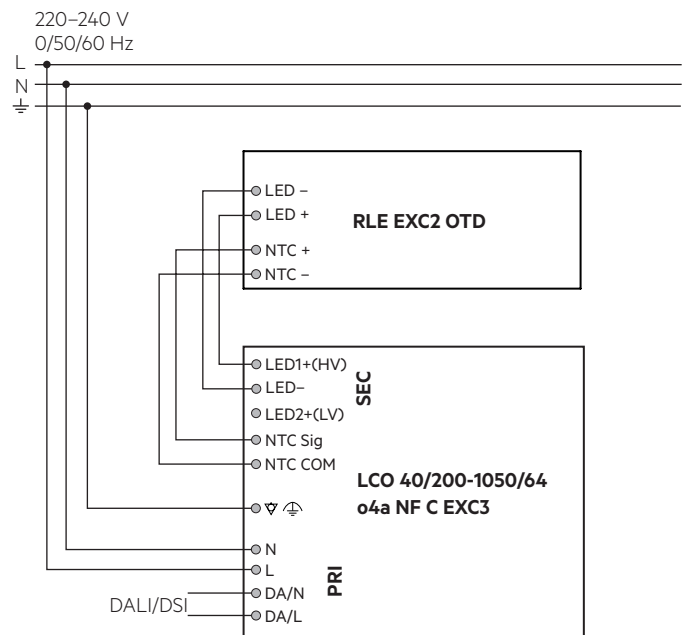 220–240 V
0/50/60 Hz
L
N
LED –
LED +
RLE EXC2 OTD
NTC +
NTC –
LED1+(HV)
SEC
LED–
LED2+(LV)
NTC Sig
NTC COM
LCO 40/200-1050/64
o4a NF C EXC3
N
L
PRI
DA/N
DALI/DSI
DA/L